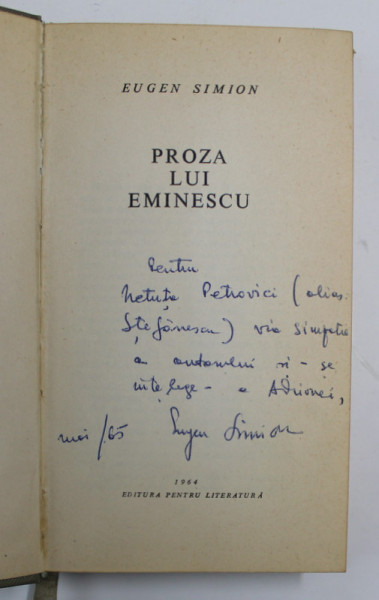 EUGEN SIMION
PROZA
LUI
EMINESCU
Pentru
Netuța Petrovici (alias
Ștefănescu) via simpatie
a autorului și - se
înțelege - a Adrianei,
mai/65 Eugen Simion
1964
EDITURA PENTRU LITERATURĂ